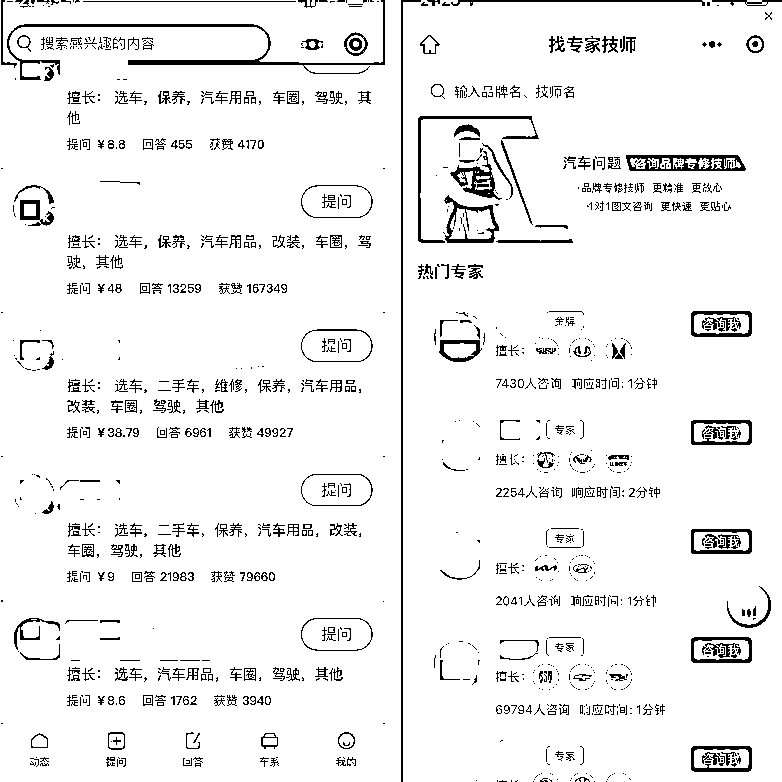 搜索感兴趣的内容
擅长： 选车，保养，汽车用品，车圈，驾驶，其
他
提问 ¥8.8 回答 455 获赞 4170
提问
擅长： 选车，保养，汽车用品，改装，车圈，驾
驶，其他
提问 ¥48 回答 13259 获赞 167349
提问
擅长： 选车，二手车，维修，保养，汽车用品，
改装，车圈，驾驶，其他
提问 ¥38.79 回答 6961 获赞 49927
提问
擅长： 选车，二手车，保养，汽车用品，改装，
车圈，驾驶，其他
提问 ¥9 回答 21983 获赞 79660
提问
擅长： 选车，汽车用品，车圈，驾驶，其他
提问 ¥8.6 回答 1762 获赞 3940
动态 提问 回答 车系 我的
找专家技师
输入品牌名、技师名
汽车问题 咨询品牌专修技师
·品牌专修技师 更精准 更放心
·1对1图文咨询 更快速 更贴心
热门专家
金牌 咨询我
擅长：
7430人咨询 响应时间: 1分钟
专家 咨询我
擅长：
2254人咨询 响应时间: 2分钟
专家 咨询我
擅长：
2041人咨询 响应时间: 1分钟
专家 咨询我
擅长：
69794人咨询 响应时间: 1分钟
专家 咨询我